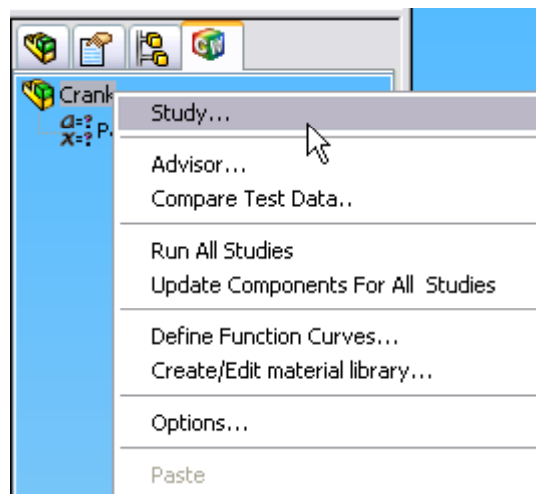 Crank
a=?
x=? P
Study...
Advisor...
Compare Test Data..
Run All Studies
Update Components For All Studies
Define Function Curves...
Create/Edit material library...
Options...
Paste